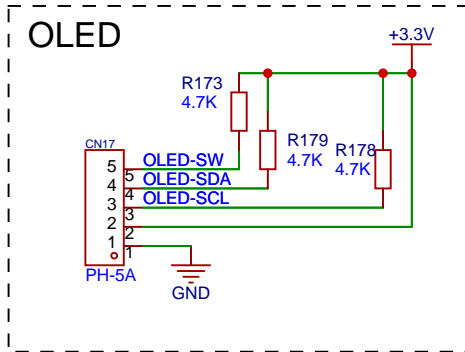 OLED
+3.3V
R173
4.7K
R179
4.7K
R178
4.7K
CN17
5 OLED-SW
5
4 OLED-SDA
4
3 OLED-SCL
3
2
2
1
1
PH-5A
GND